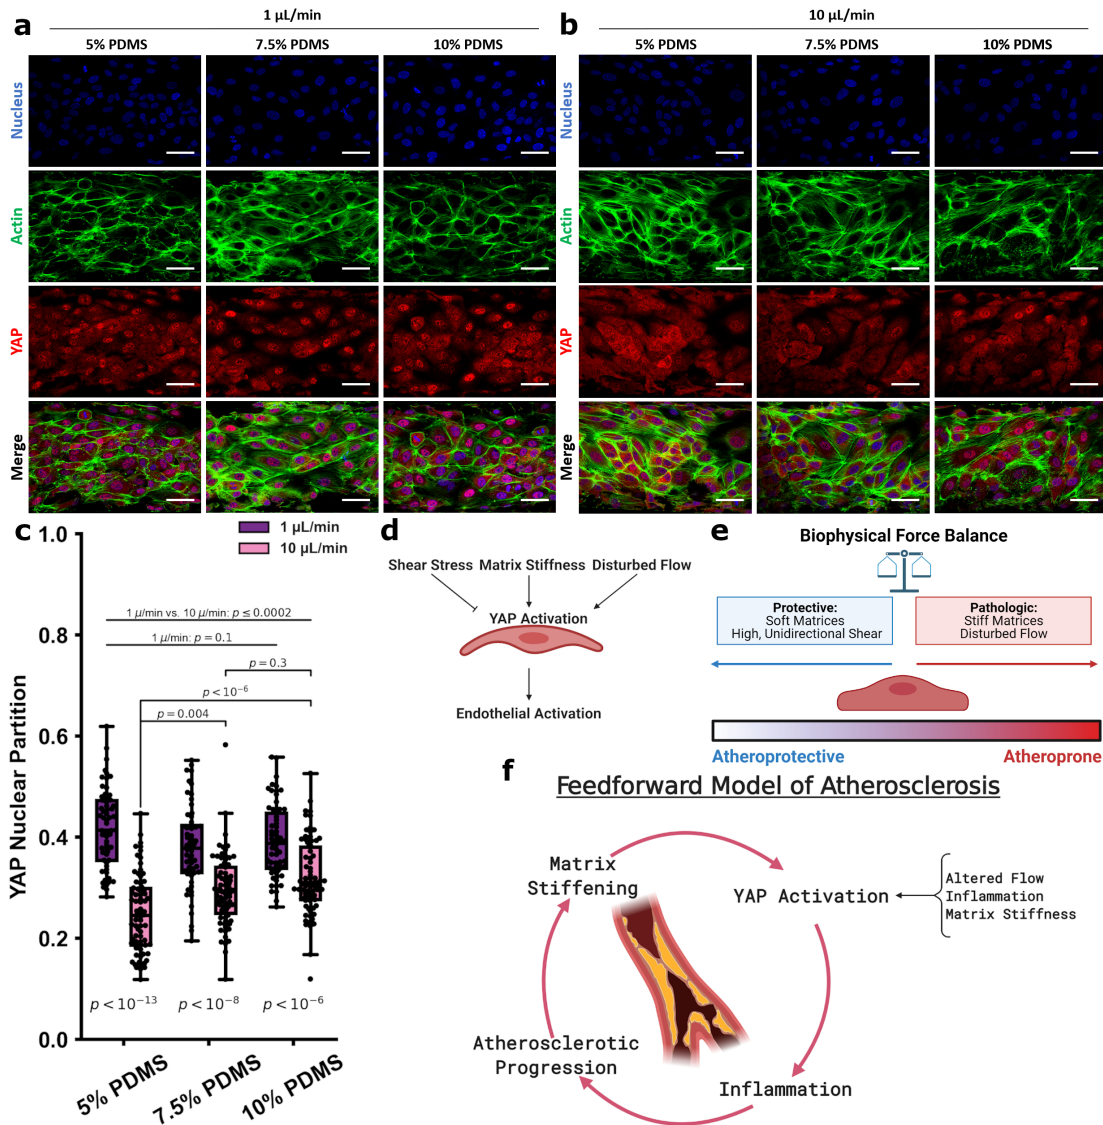 a
1 µL/min
5% PDMS
7.5% PDMS
10% PDMS
Nucleus
Actin
YAP
Merge
b
10 µL/min
5% PDMS
7.5% PDMS
10% PDMS
Nucleus
Actin
YAP
Merge
c
1 µL/min
10 µL/min
YAP Nuclear Partition
1.0
0.8
0.6
0.4
0.2
0.0
1 µ/min vs. 10 µ/min: p ≤ 0.0002
1 µ/min: p = 0.1
p = 0.3
p < 10⁻⁶
p = 0.004
p < 10⁻¹³
p < 10⁻⁸
p < 10⁻⁶
5% PDMS
7.5% PDMS
10% PDMS
d
Shear Stress Matrix Stiffness Disturbed Flow
YAP Activation
Endothelial Activation
e
Biophysical Force Balance
Protective:
Soft Matrices
High, Unidirectional Shear
Pathologic:
Stiff Matrices
Disturbed Flow
Atheroprotective
Atheroprone
f
Feedforward Model of Atherosclerosis
Matrix
Stiffening
YAP Activation
Altered Flow
Inflammation
Matrix Stiffness
Atherosclerotic
Progression
Inflammation